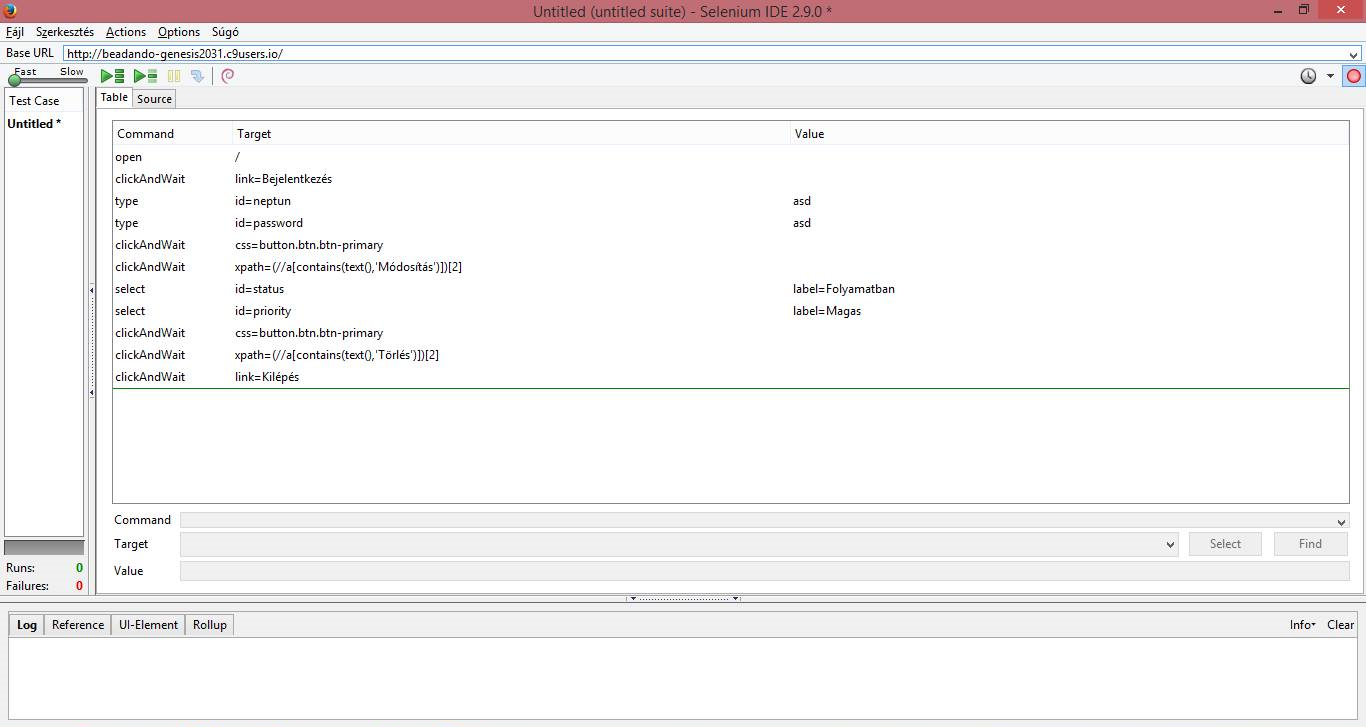 Untitled (untitled suite) - Selenium IDE 2.9.0 *
Fájl Szerkesztés Actions Options Súgó
Base URL http://beadando-genesis2031.c9users.io/
Fast Slow
Test Case
Untitled *
Table Source
Command Target Value
open /
clickAndWait link=Bejelentkezés
type id=neptun asd
type id=password asd
clickAndWait css=button.btn.btn-primary
clickAndWait xpath=(//a[contains(text(),'Módosítás')])[2]
select id=status label=Folyamatban
select id=priority label=Magas
clickAndWait css=button.btn.btn-primary
clickAndWait xpath=(//a[contains(text(),'Törlés')])[2]
clickAndWait link=Kilépés
Command
Target Select Find
Value
Runs: 0
Failures: 0
Log Reference UI-Element Rollup Info Clear